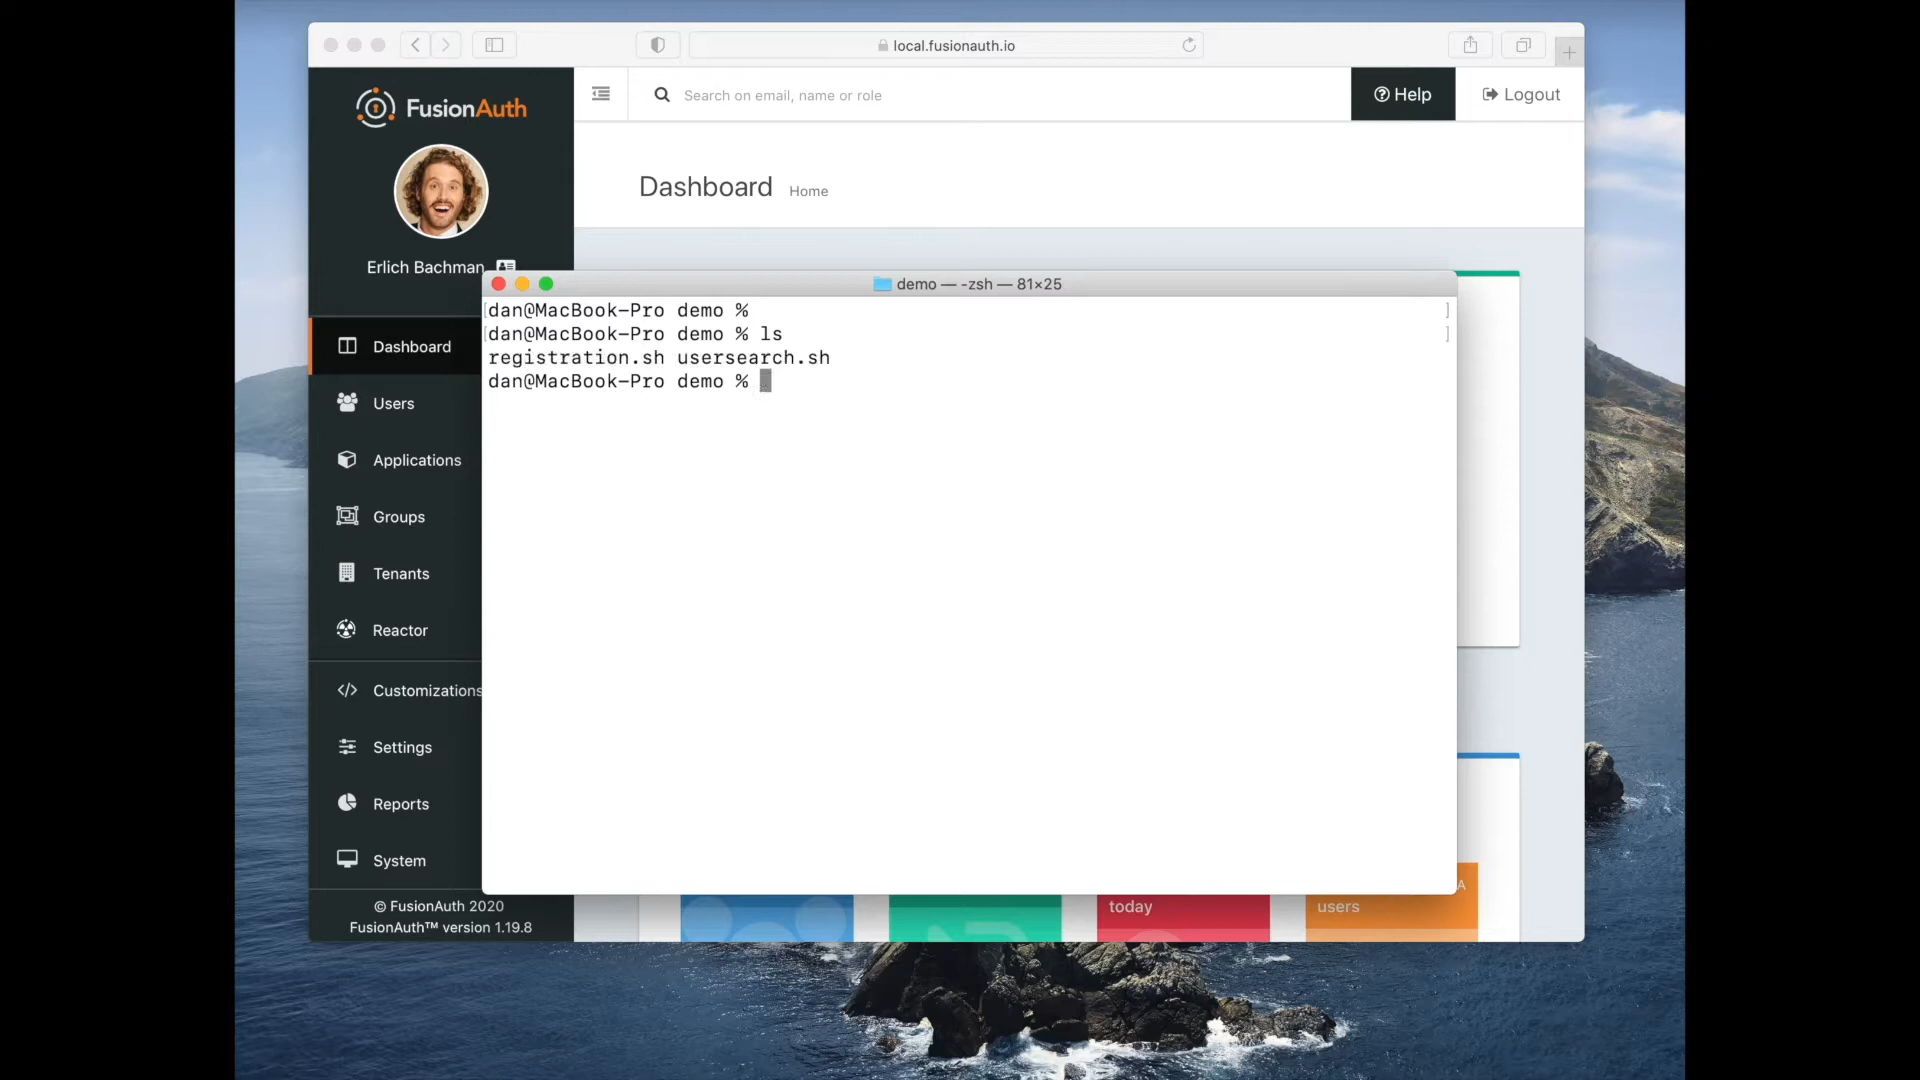 local.fusionauth.io
FusionAuth
Search on email, name or role
Help
Logout
Dashboard Home
Erlich Bachman
demo — -zsh — 81×25
dan@MacBook-Pro demo %
dan@MacBook-Pro demo % ls
registration.sh usersearch.sh
dan@MacBook-Pro demo %
Dashboard
Users
Applications
Groups
Tenants
Reactor
Customizations
Settings
Reports
System
© FusionAuth 2020
FusionAuth™ version 1.19.8
today
A
users